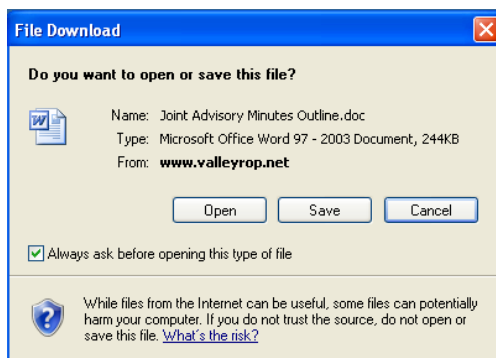 File Download
Do you want to open or save this file?
Name: Joint Advisory Minutes Outline.doc
Type: Microsoft Office Word 97 - 2003 Document, 244KB
From: www.valleyrop.net
Open Save Cancel
Always ask before opening this type of file
While files from the Internet can be useful, some files can potentially
harm your computer. If you do not trust the source, do not open or
save this file. What's the risk?